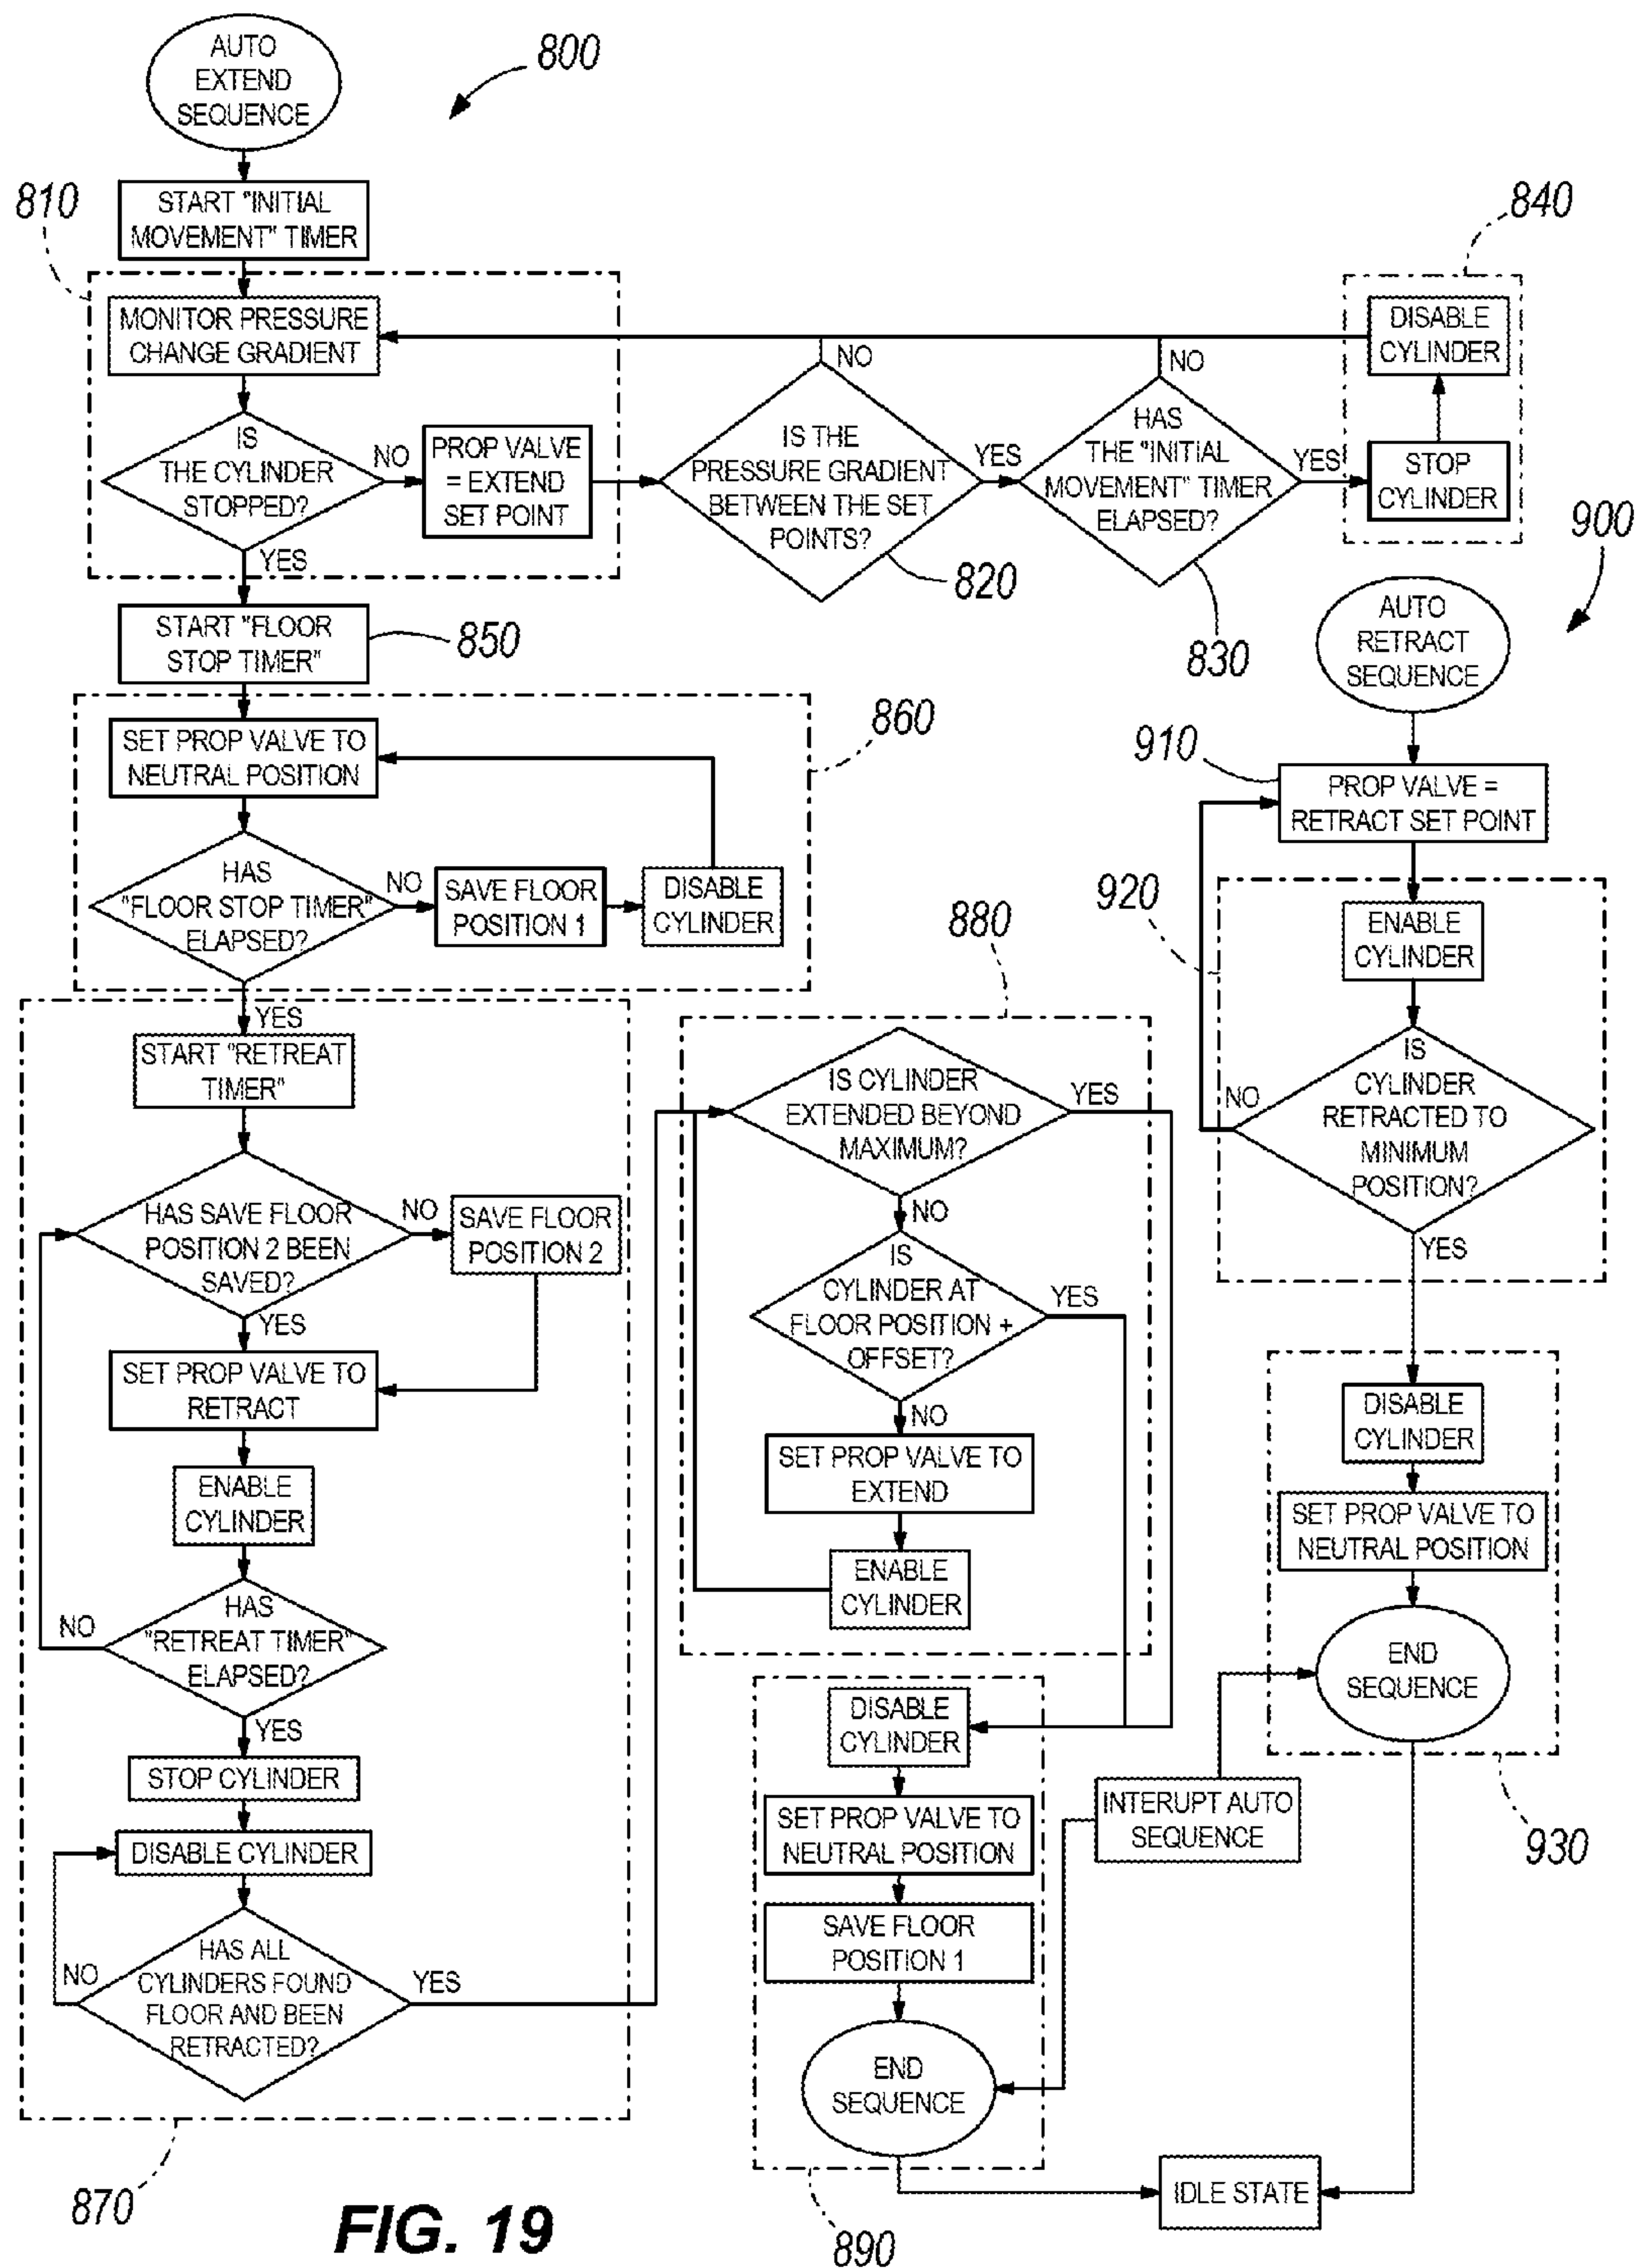 AUTO
EXTEND
SEQUENCE
800
START "INITIAL
MOVEMENT" TIMER
810
MONITOR PRESSURE
CHANGE GRADIENT
IS
THE CYLINDER
STOPPED?
NO
YES
PROP VALVE
= EXTEND
SET POINT
NO
IS THE
PRESSURE GRADIENT
BETWEEN THE SET
POINTS?
YES
820
NO
HAS
THE "INITIAL
MOVEMENT" TIMER
ELAPSED?
YES
830
840
DISABLE
CYLINDER
STOP
CYLINDER
START "FLOOR
STOP TIMER"
850
860
SET PROP VALVE TO
NEUTRAL POSITION
HAS
"FLOOR STOP TIMER"
ELAPSED?
NO
SAVE FLOOR
POSITION 1
DISABLE
CYLINDER
YES
START "RETREAT
TIMER"
HAS SAVE FLOOR
POSITION 2 BEEN
SAVED?
NO
SAVE FLOOR
POSITION 2
YES
SET PROP VALVE TO
RETRACT
ENABLE
CYLINDER
HAS
"RETREAT TIMER"
ELAPSED?
NO
YES
STOP CYLINDER
DISABLE CYLINDER
HAS ALL
CYLINDERS FOUND
FLOOR AND BEEN
RETRACTED?
NO
YES
870
880
IS CYLINDER
EXTENDED BEYOND
MAXIMUM?
YES
NO
IS
CYLINDER AT
FLOOR POSITION +
OFFSET?
YES
NO
SET PROP VALVE TO
EXTEND
ENABLE
CYLINDER
DISABLE
CYLINDER
SET PROP VALVE TO
NEUTRAL POSITION
SAVE FLOOR
POSITION 1
END
SEQUENCE
890
900
AUTO
RETRACT
SEQUENCE
910
PROP VALVE =
RETRACT SET POINT
920
ENABLE
CYLINDER
IS
CYLINDER
RETRACTED TO
MINIMUM
POSITION?
NO
YES
DISABLE
CYLINDER
SET PROP VALVE TO
NEUTRAL POSITION
END
SEQUENCE
930
INTERUPT AUTO
SEQUENCE
IDLE STATE
FIG. 19